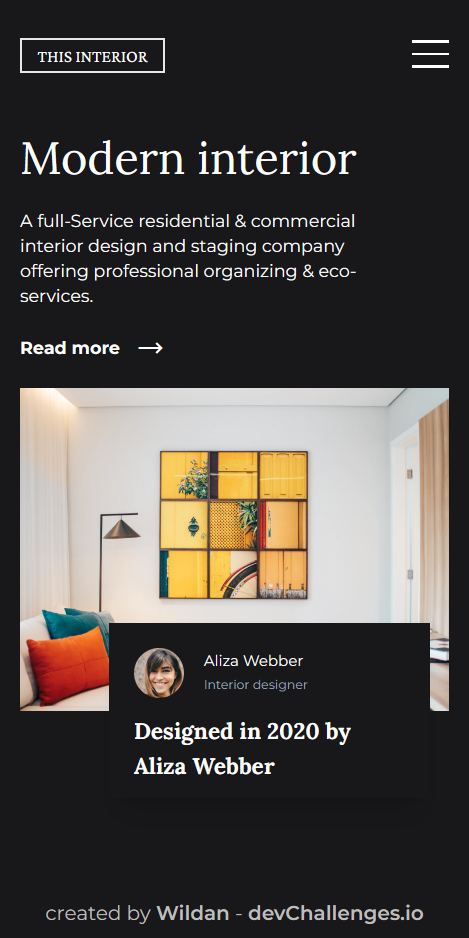 THIS INTERIOR
Modern interior
A full-Service residential & commercial
interior design and staging company
offering professional organizing & eco-
services.
Read more
Aliza Webber
Interior designer
Designed in 2020 by
Aliza Webber
created by Wildan - devChallenges.io